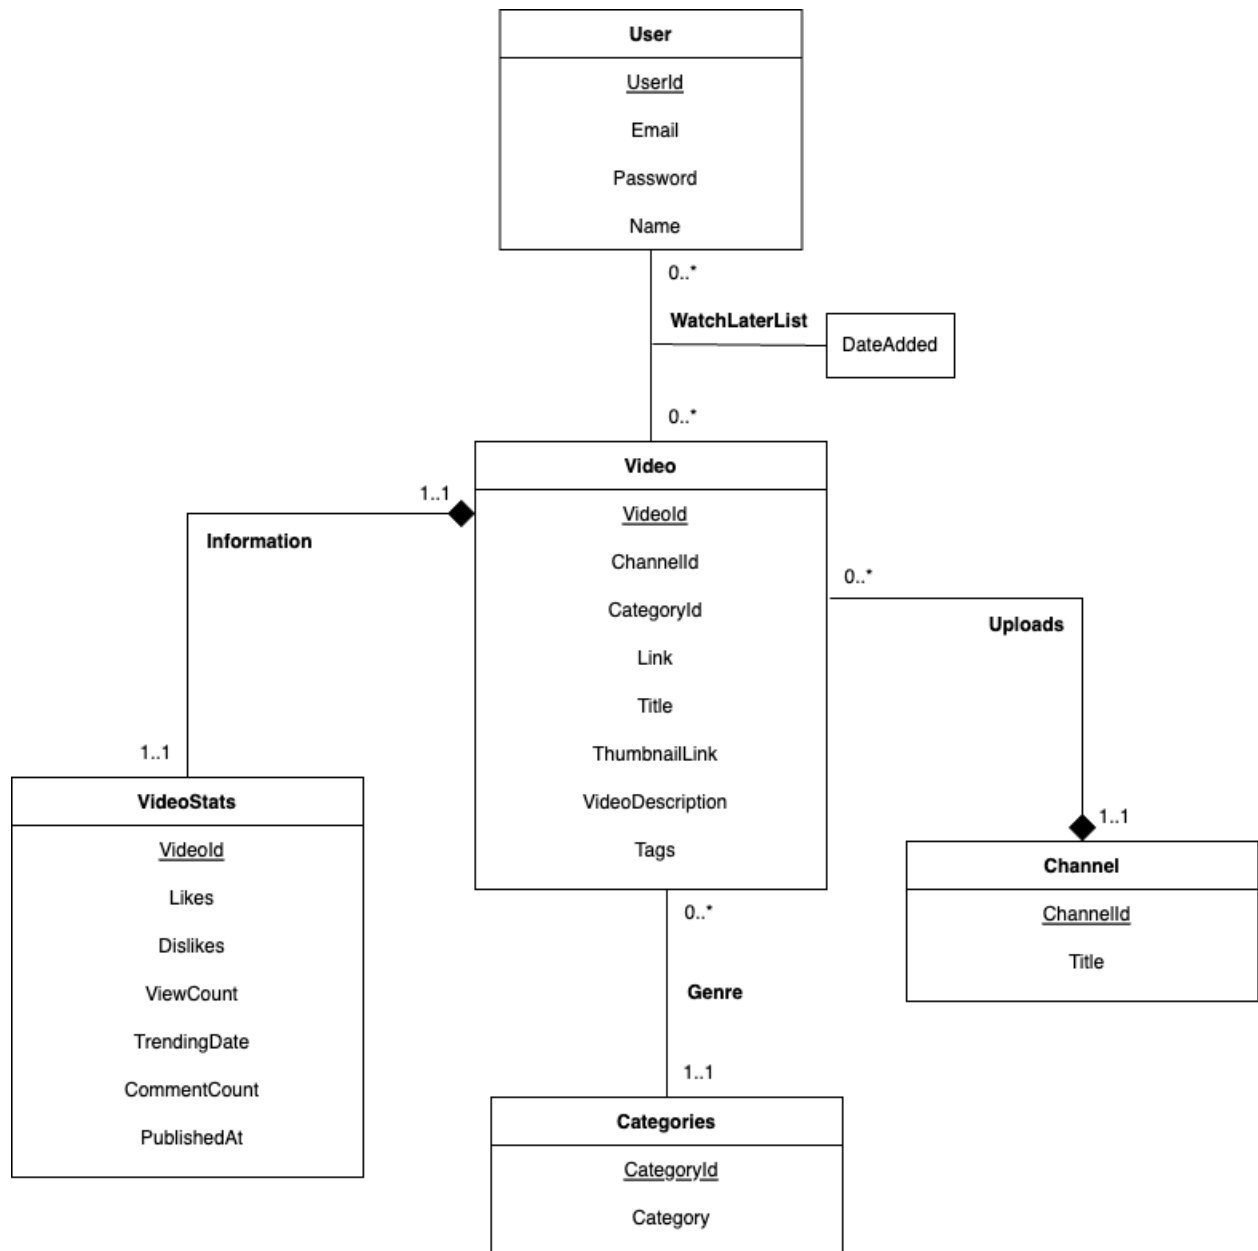 User
UserId
Email
Password
Name
0..*
WatchLaterList
DateAdded
0..*
Video
VideoId
ChannelId
CategoryId
Link
Title
ThumbnailLink
VideoDescription
Tags
1..1
Information
1..1
VideoStats
VideoId
Likes
Dislikes
ViewCount
TrendingDate
CommentCount
PublishedAt
0..*
Uploads
1..1
Channel
ChannelId
Title
0..*
Genre
1..1
Categories
CategoryId
Category